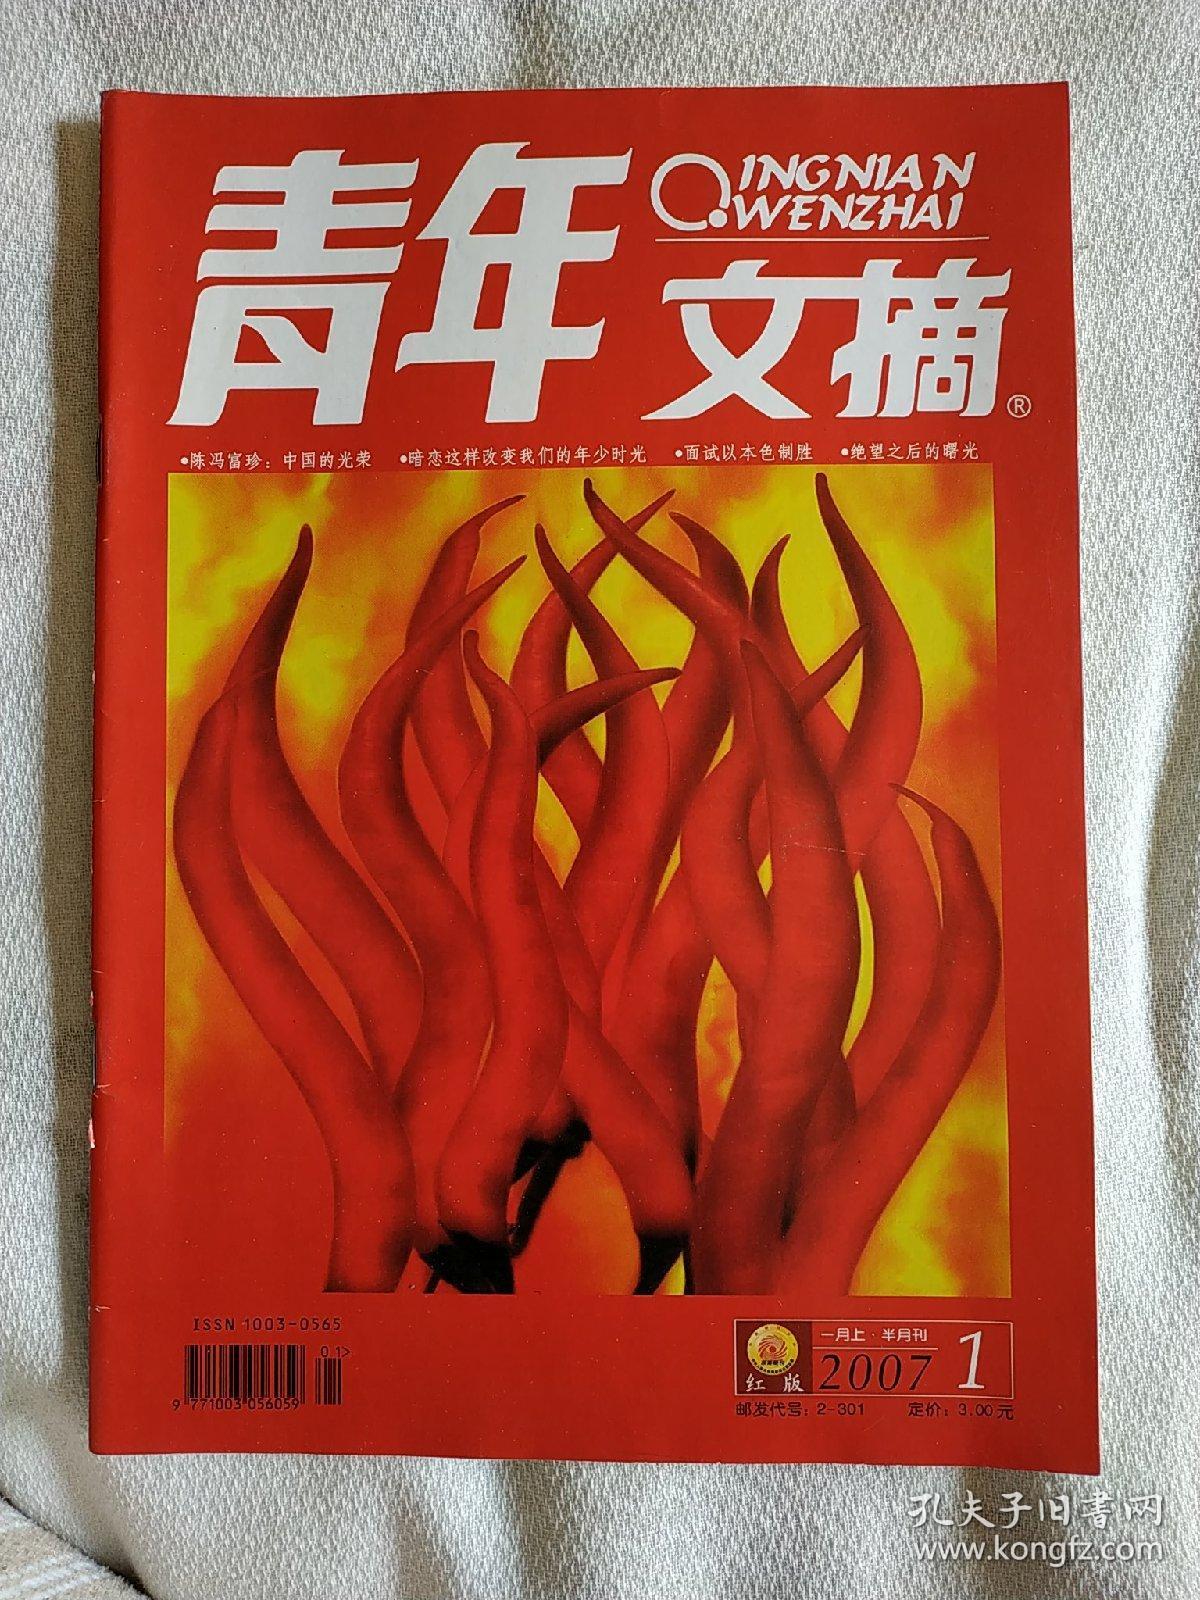 青年文摘®
QINGNIAN
WENZHAI
•陈冯富珍：中国的光荣 •暗恋这样改变我们的年少时光 •面试以本色制胜 •绝望之后的曙光
ISSN 1003-0565
01>
9 771003 056059
一月上·半月刊
红版
2007 1
邮发代号：2-301 定价：3.00元
孔夫子旧书网
www.kongfz.com